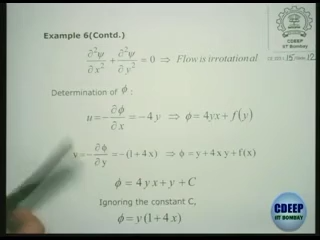 Example 6(Contd.)
CDEEP
IIT Bombay
∂²ψ/∂x² + ∂²ψ/∂y² = 0 ⇒ Flow is irrotational
Determination of ϕ :
u = -∂ϕ/∂x = -4y ⇒ ϕ = 4yx + f(y)
v = -∂ϕ/∂y = -(1+4x) ⇒ ϕ = y+4xy+f(x)
ϕ = 4yx + y + C
Ignoring the constant C,
ϕ = y(1+4x)
CDEEP
IIT BOMBAY